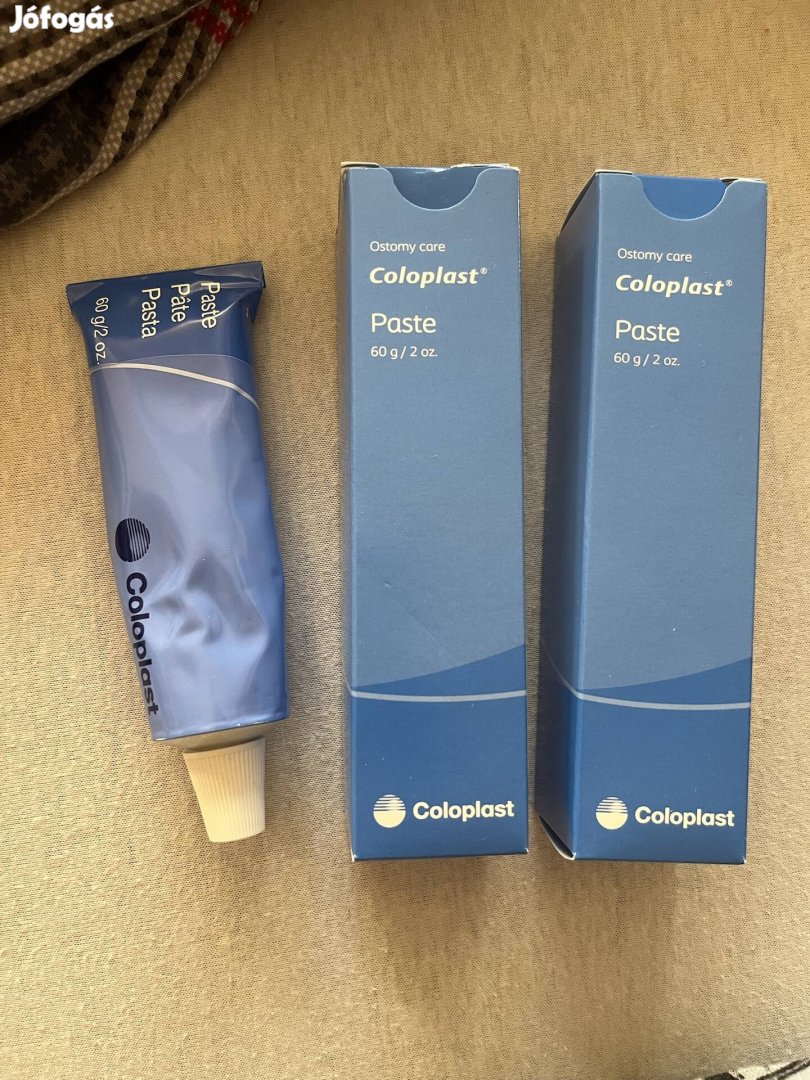 Jófogás
Paste
Pâte
Pasta
60 g/2 oz.
Coloplast
Ostomy care
Coloplast®
Paste
60 g / 2 oz.
Coloplast
Ostomy care
Coloplast®
Paste
60 g / 2 oz.
Coloplast